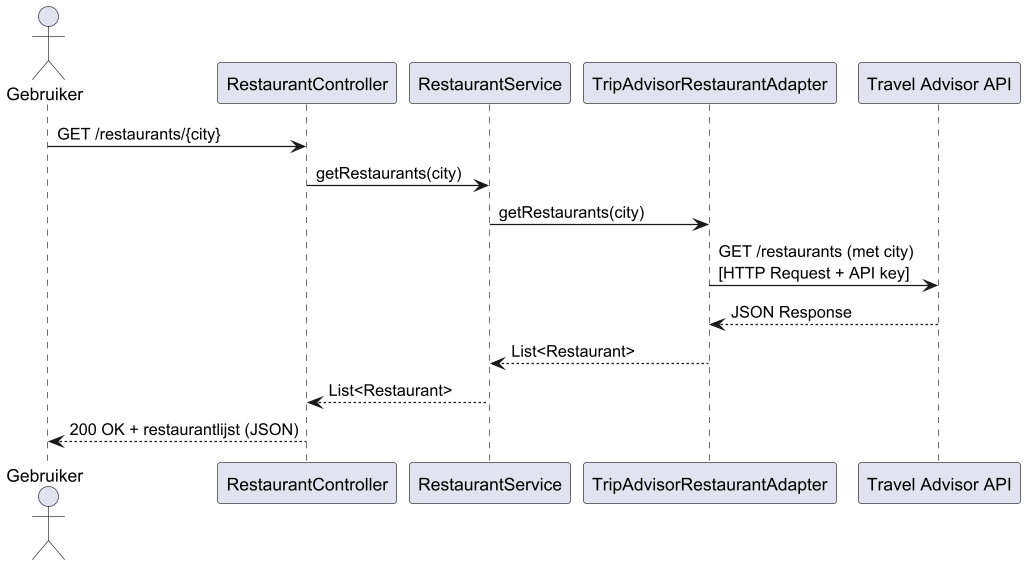 Gebruiker
RestaurantController
RestaurantService
TripAdvisorRestaurantAdapter
Travel Advisor API
GET /restaurants/{city}
getRestaurants(city)
getRestaurants(city)
GET /restaurants (met city)
[HTTP Request + API key]
JSON Response
List<Restaurant>
List<Restaurant>
200 OK + restaurantlijst (JSON)
Gebruiker
RestaurantController
RestaurantService
TripAdvisorRestaurantAdapter
Travel Advisor API